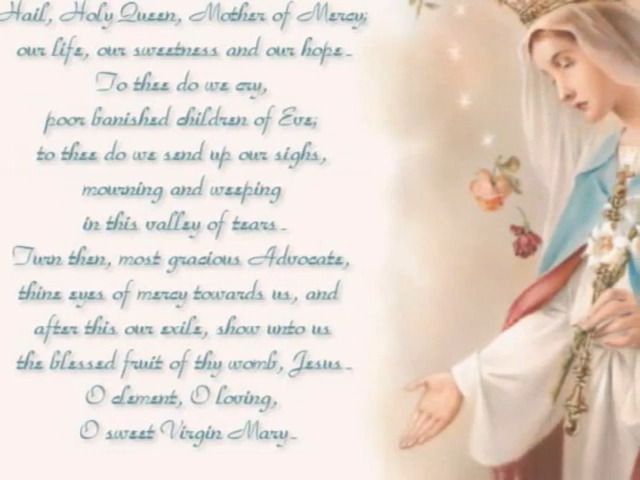 Hail, Holy Queen, Mother of Mercy,
our life, our sweetness and our hope.
To thee do we cry,
poor banished children of Eve;
to thee do we send up our sighs,
mourning and weeping
in this valley of tears.
Turn then, most gracious Advocate,
thine eyes of mercy towards us, and
after this our exile, show unto us
the blessed fruit of thy womb, Jesus.
O clement, O loving,
O sweet Virgin Mary.